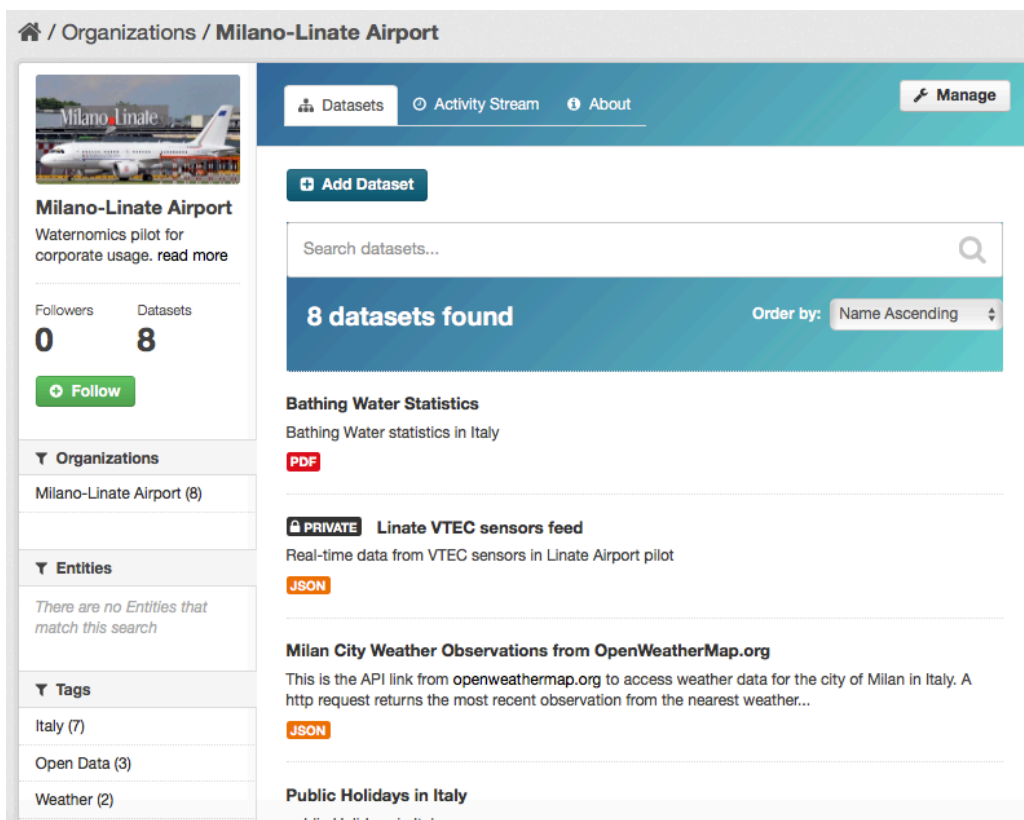 / Organizations / Milano-Linate Airport
Milano Linate
Datasets
Activity Stream
About
Manage
Add Dataset
Milano-Linate Airport
Waternomics pilot for
corporate usage. read more
Search datasets...
Followers
Datasets
0
8
8 datasets found
Order by:
Name Ascending
Follow
Bathing Water Statistics
Bathing Water statistics in Italy
PDF
Organizations
Milano-Linate Airport (8)
PRIVATE Linate VTEC sensors feed
Real-time data from VTEC sensors in Linate Airport pilot
JSON
Entities
There are no Entities that
match this search
Milan City Weather Observations from OpenWeatherMap.org
This is the API link from openweathermap.org to access weather data for the city of Milan in Italy. A
http request returns the most recent observation from the nearest weather...
JSON
Tags
Italy (7)
Open Data (3)
Weather (2)
Public Holidays in Italy